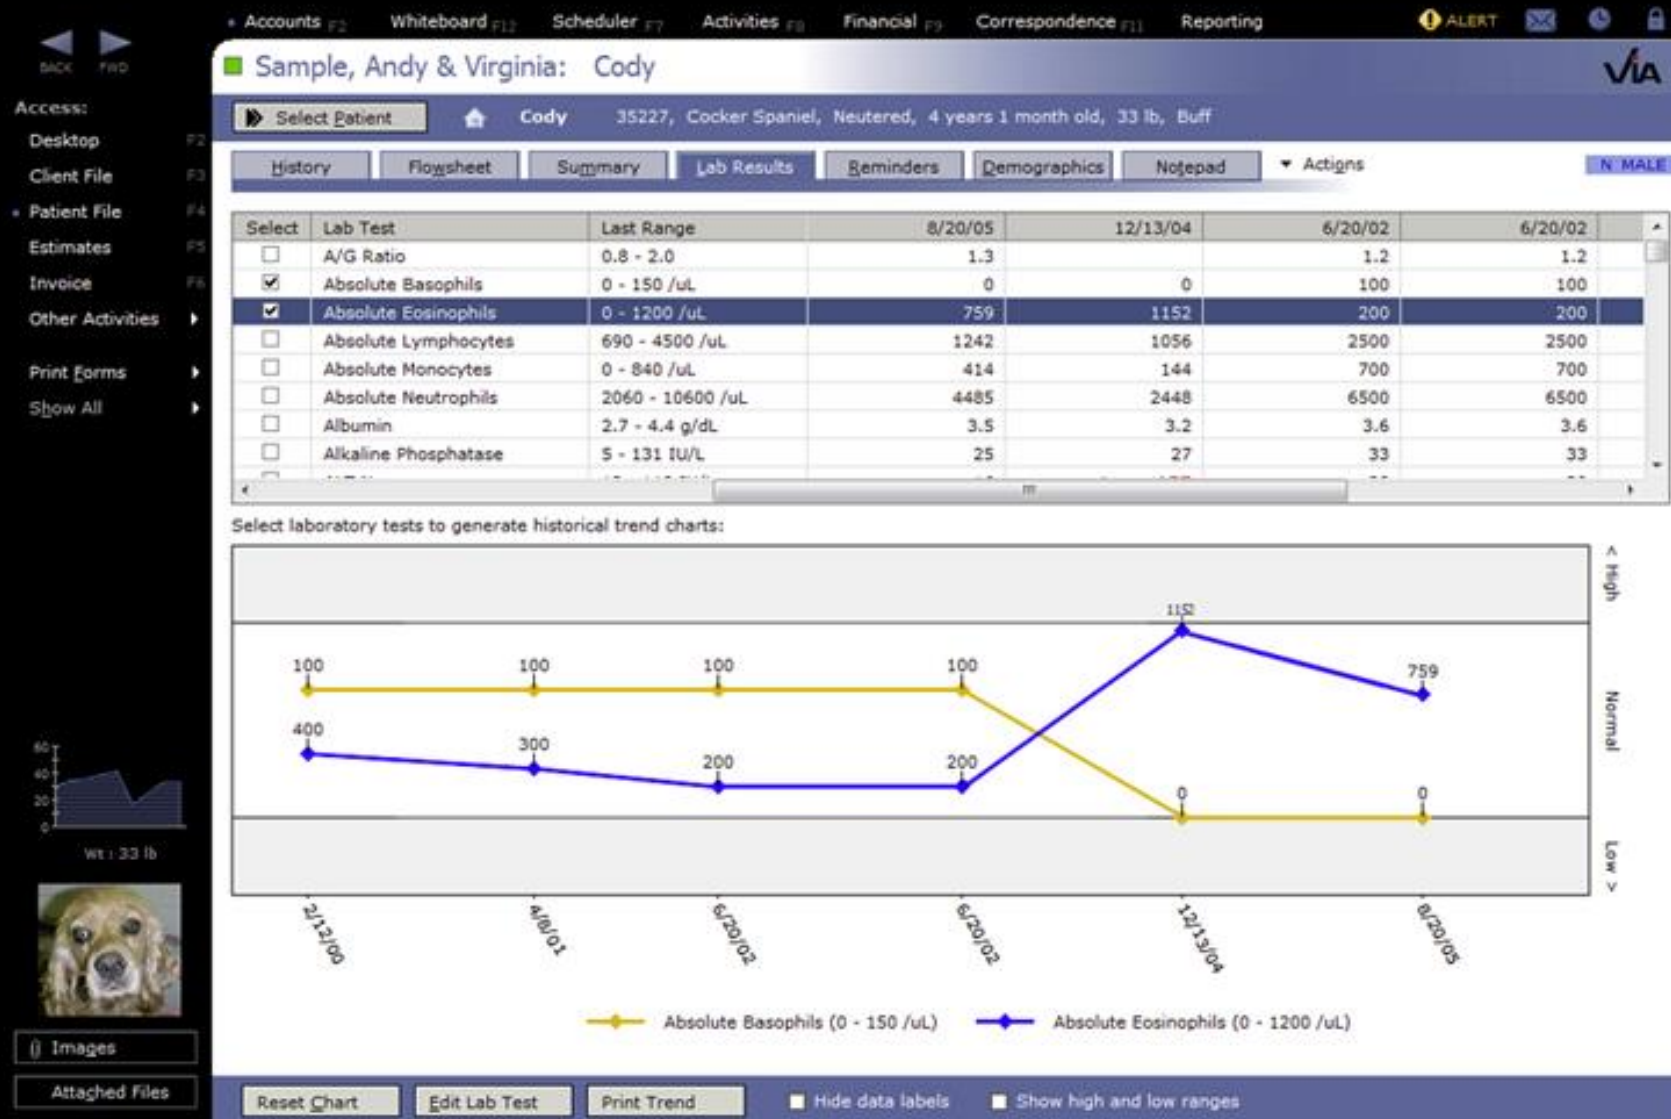 Accounts F2 Whiteboard F12 Scheduler F7 Activities F8 Financial F9 Correspondence F11 Reporting ALERT
BACK FWD
Sample, Andy & Virginia: Cody
VIA
Access:
Desktop F2
Client File F3
Patient File F4
Estimates F5
Invoice F6
Other Activities
Print Forms
Show All
Select Patient Cody 35227, Cocker Spaniel, Neutered, 4 years 1 month old, 33 lb, Buff
History Flowsheet Summary Lab Results Reminders Demographics Notepad Actions N MALE
Select Lab Test Last Range 8/20/05 12/13/04 6/20/02 6/20/02
A/G Ratio 0.8 - 2.0 1.3 1.2 1.2
Absolute Basophils 0 - 150 /uL 0 0 100 100
Absolute Eosinophils 0 - 1200 /uL 759 1152 200 200
Absolute Lymphocytes 690 - 4500 /uL 1242 1056 2500 2500
Absolute Monocytes 0 - 840 /uL 414 144 700 700
Absolute Neutrophils 2060 - 10600 /uL 4485 2448 6500 6500
Albumin 2.7 - 4.4 g/dL 3.5 3.2 3.6 3.6
Alkaline Phosphatase 5 - 131 IU/L 25 27 33 33
Select laboratory tests to generate historical trend charts:
< High
Normal
Low >
1152
100 100 100 100 759
400 300 200 200
0 0
2/12/00 4/8/01 6/20/02 6/20/02 12/13/04 8/20/05
Absolute Basophils (0 - 150 /uL) Absolute Eosinophils (0 - 1200 /uL)
60
40
20
0
Wt : 33 lb
Images
Attached Files
Reset Chart Edit Lab Test Print Trend Hide data labels Show high and low ranges